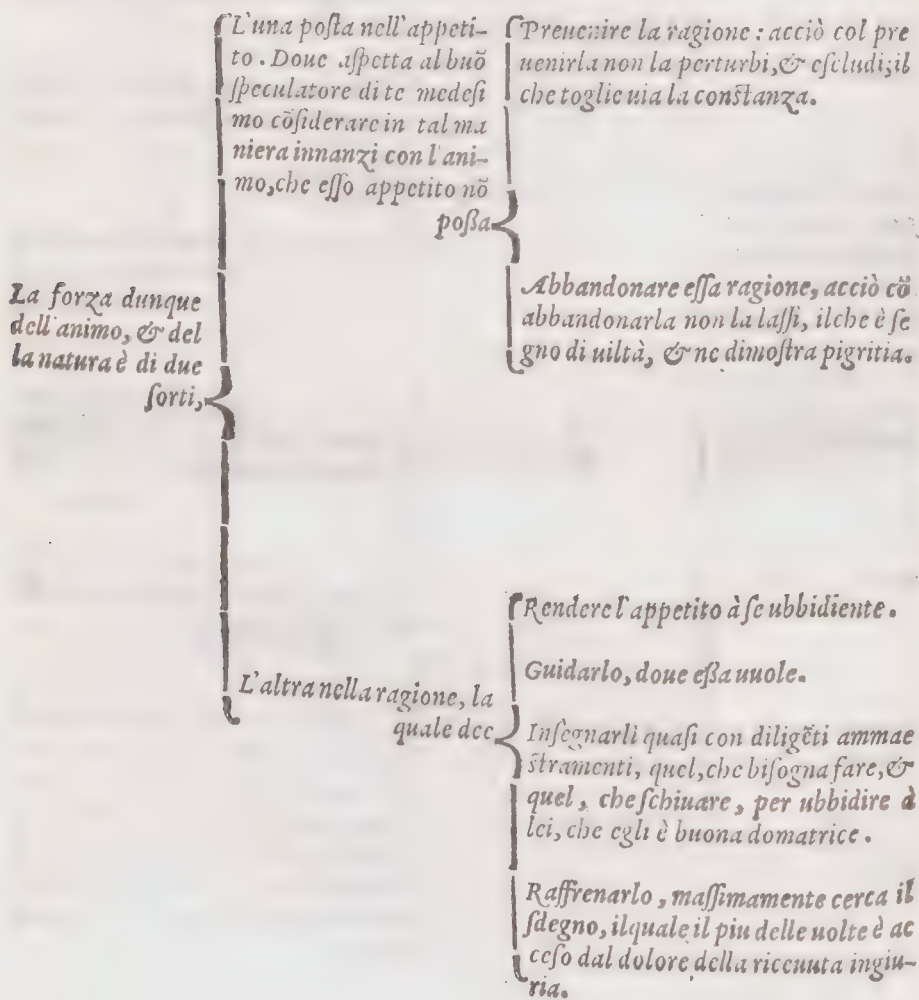 La forza dunque
dell'animo, & del
la natura è di due
ſorti,
L'una poſta nell'appeti-
to. Doue aſpetta al buõ
ſpeculatore di te medeſi
mo cõſiderare in tal ma
niera innanzi con l'ani-
mo, che eſſo appetito nõ
poßa
Preuenire la ragione: acciò col pre
uenirla non la perturbi, & eſcludi; il
che toglie uia la conſtanza.
Abbandonare eſſa ragione, acciò cõ
abbandonarla non la laſſi, ilche è ſe
gno di uiltà, & ne dimoſtra pigritia.
L'altra nella ragione, la
quale dee
Rendere l'appetito à ſe ubbidiente.
Guidarlo, doue eßa uuole.
Inſegnarli quaſi con diligẽti ammae
ſtramenti, quel, che biſogna fare, &
quel, che ſchiuare, per ubbidire à
lei, che egli è buona domatrice.
Raffrenarlo, maſſimamente cerca il
ſdegno, ilquale il piu delle uolte è ac
ceſo dal dolore della riceuuta ingiu-
ria.